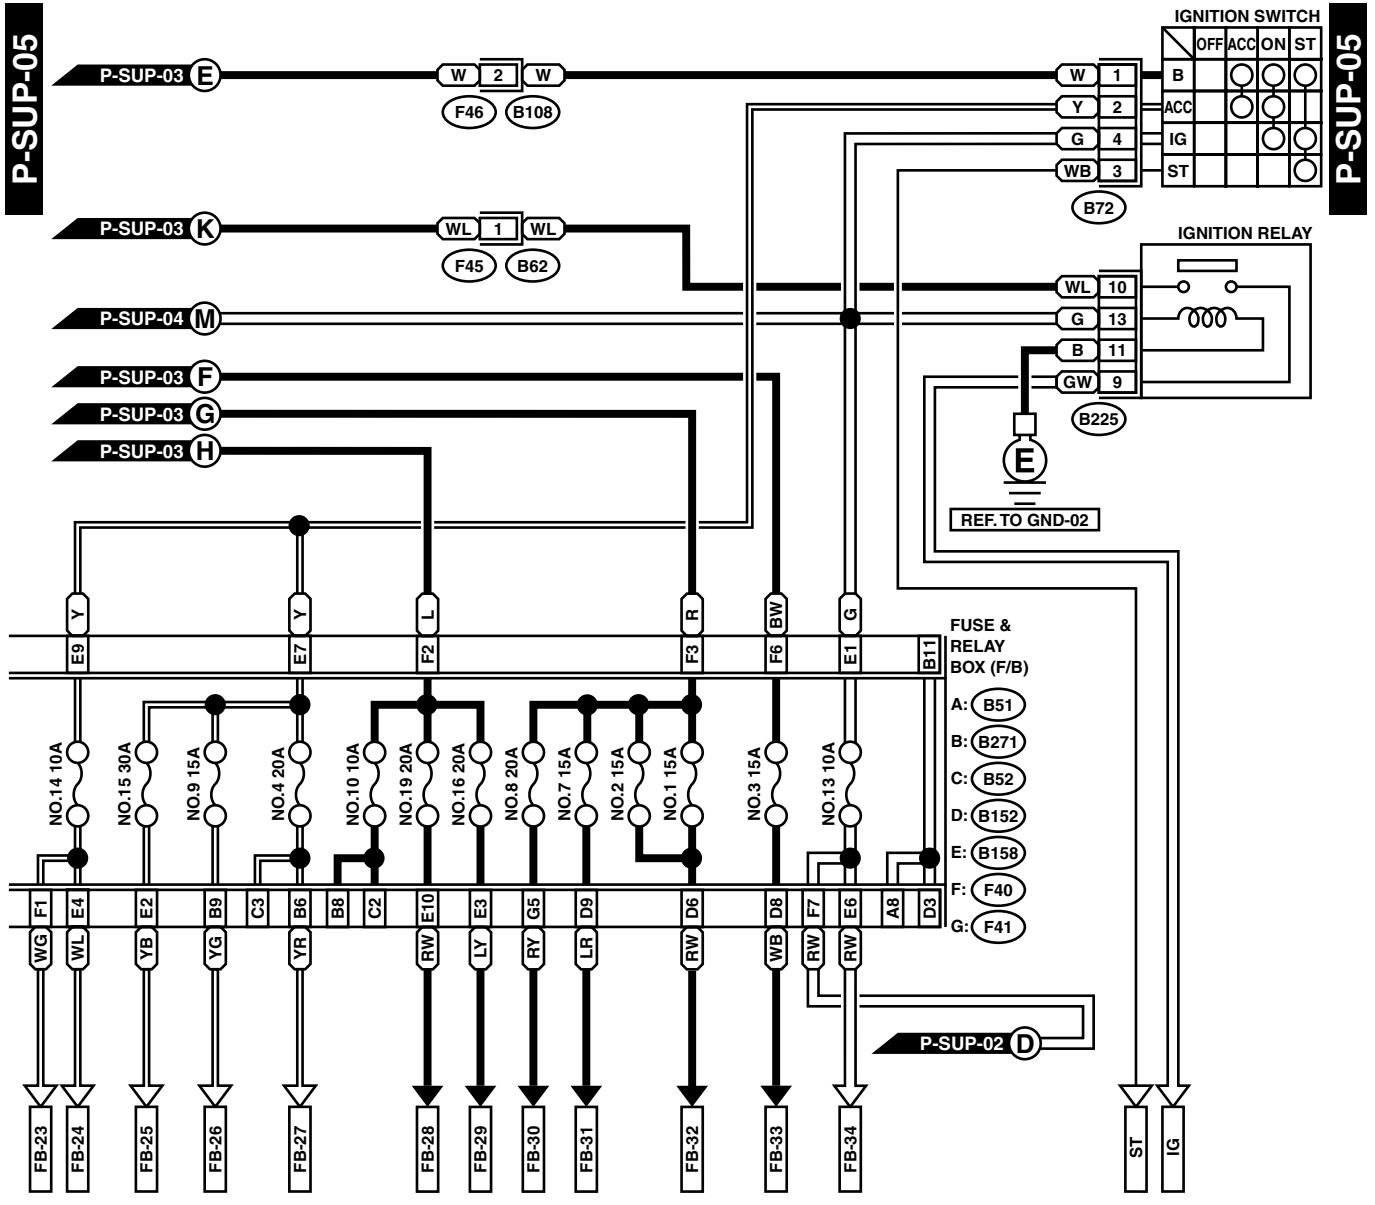 P-SUP-05
P-SUP-05
IGNITION SWITCH
OFF ACC ON ST
P-SUP-03 E W 2 W W 1 B
F46 B108
Y 2 ACC
G 4 IG
WB 3 ST
B72
P-SUP-03 K WL 1 WL
F45 B62
IGNITION RELAY
WL 10
P-SUP-04 M G 13
B 11
P-SUP-03 F GW 9
P-SUP-03 G B225
P-SUP-03 H E
REF. TO GND-02
Y Y L R BW G
E9 E7 F2 F3 F6 E1 B11
FUSE &
RELAY
BOX (F/B)
A: B51
B: B271
C: B52
D: B152
E: B158
F: F40
G: F41
NO.14 10A
NO.15 30A
NO.9 15A
NO.4 20A
NO.10 10A
NO.19 20A
NO.16 20A
NO.8 20A
NO.7 15A
NO.2 15A
NO.1 15A
NO.3 15A
NO.13 10A
F1 E4 E2 B9 C3 B6 B8 C2 E10 E3 G5 D9 D6 D8 F7 E6 A8 D3
WG WL YB YG YR RW LY RY LR RW WB RW RW
P-SUP-02 D
FB-23 FB-24 FB-25 FB-26 FB-27 FB-28 FB-29 FB-30 FB-31 FB-32 FB-33 FB-34 ST IG